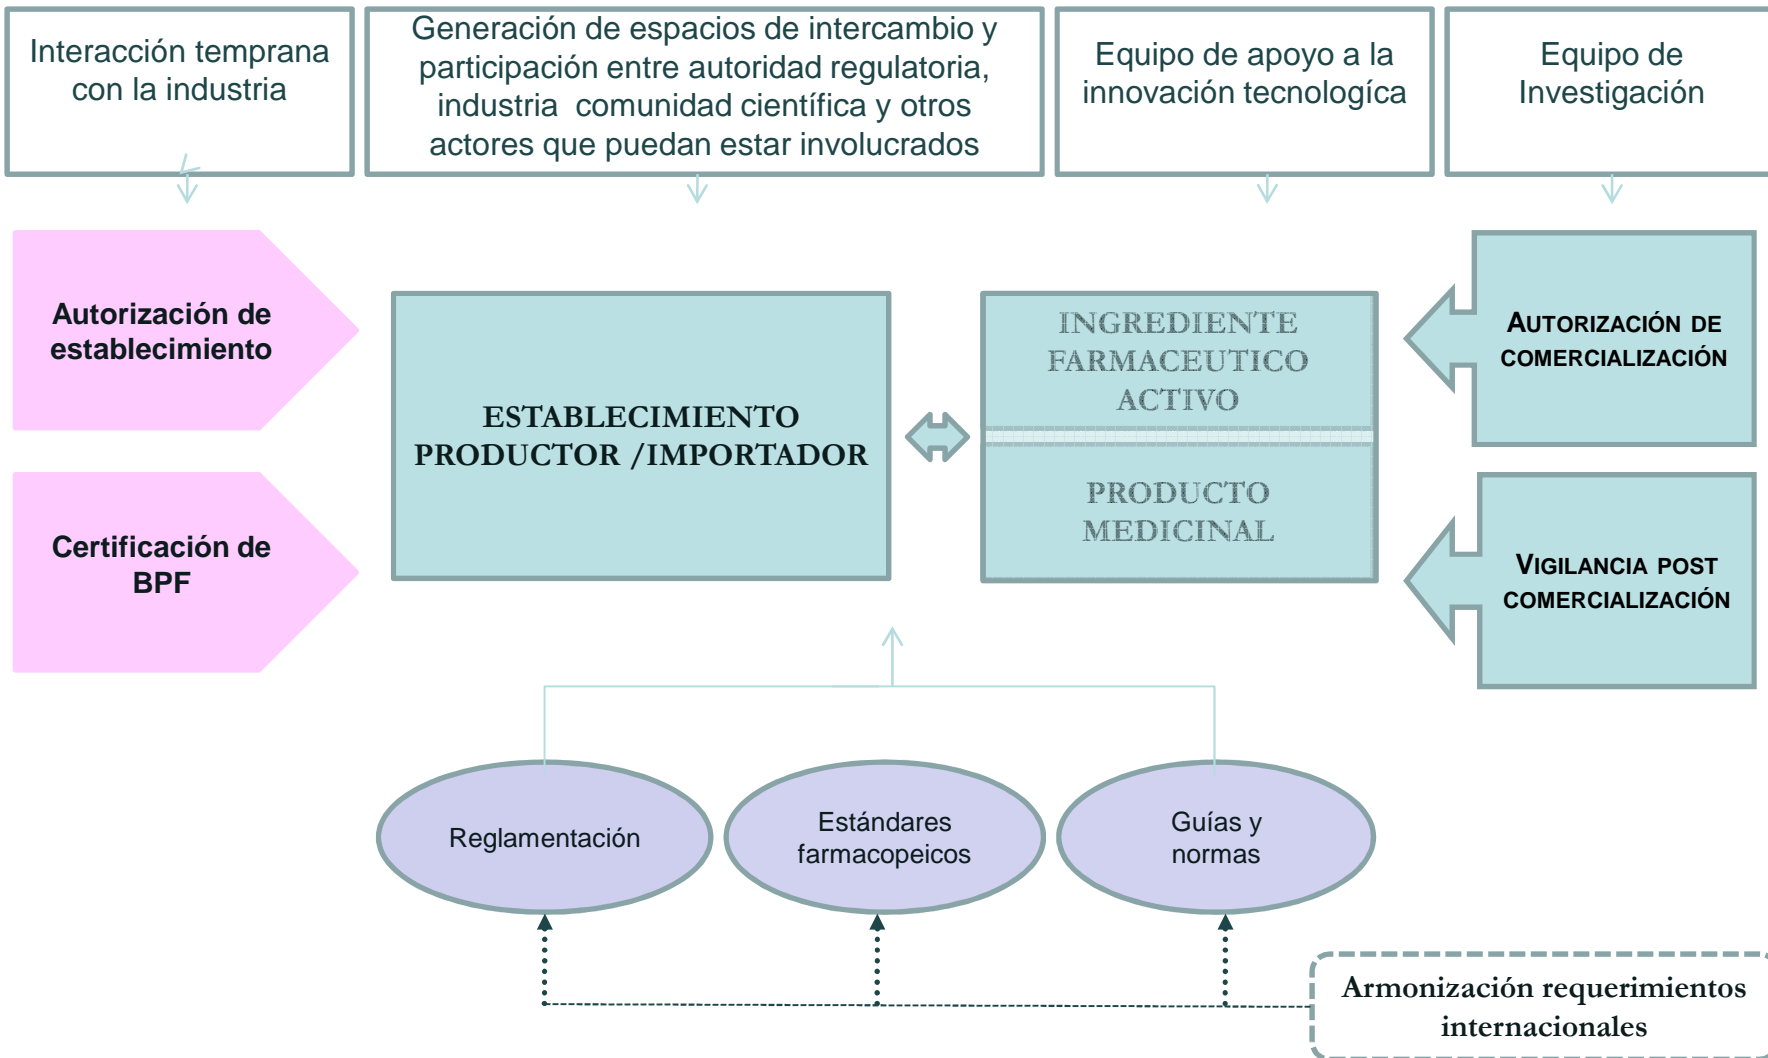 Interacción temprana
con la industria
Generación de espacios de intercambio y
participación entre autoridad regulatoria,
industria comunidad científica y otros
actores que puedan estar involucrados
Equipo de apoyo a la
innovación tecnologíca
Equipo de
Investigación
Autorización de
establecimiento
Certificación de
BPF
ESTABLECIMIENTO
PRODUCTOR /IMPORTADOR
INGREDIENTE
FARMACEUTICO
ACTIVO
PRODUCTO
MEDICINAL
AUTORIZACIÓN DE
COMERCIALIZACIÓN
VIGILANCIA POST
COMERCIALIZACIÓN
Reglamentación
Estándares
farmacopeicos
Guías y
normas
Armonización requerimientos
internacionales